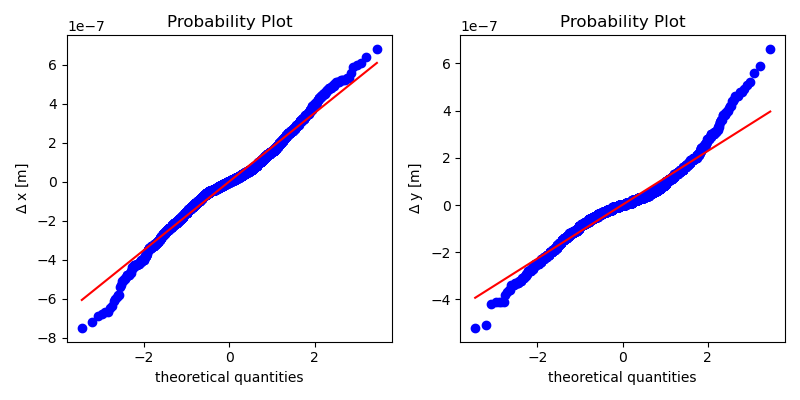 Probability Plot
1e−7
Δ x [m]
6
4
2
0
−2
−4
−6
−8
−2
0
2
theoretical quantities
Probability Plot
1e−7
Δ y [m]
6
4
2
0
−2
−4
−2
0
2
theoretical quantities